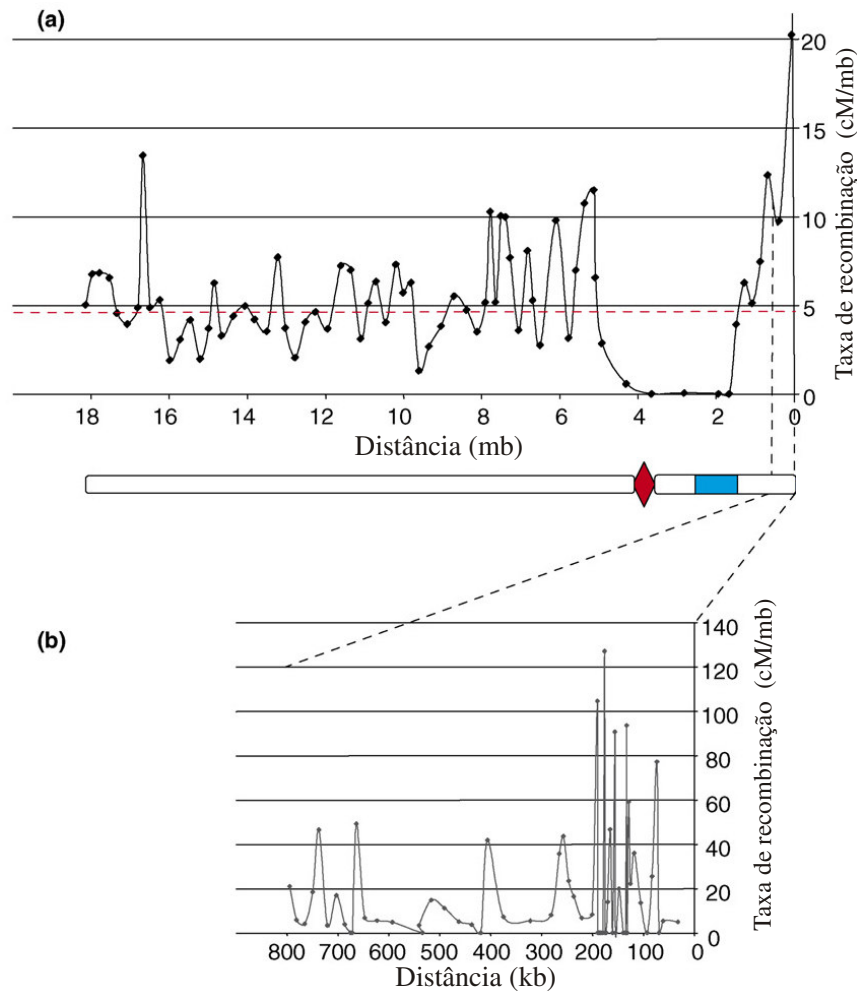 (a)
20
15
10
5
0
Taxa de recombinação (cM/mb)
18 16 14 12 10 8 6 4 2 0
Distância (mb)
(b)
140
120
100
80
60
40
20
0
Taxa de recombinação (cM/mb)
800 700 600 500 400 300 200 100 0
Distância (kb)